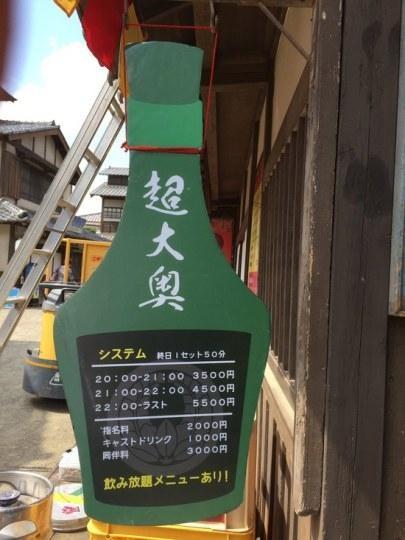 超大奥
システム 終日1セット50分
20:00-21:00 3500円
21:00-22:00 4500円
22:00-ラスト 5500円
指名料 2000円
キャストドリンク 1000円
同伴料 3000円
飲み放題メニューあり!